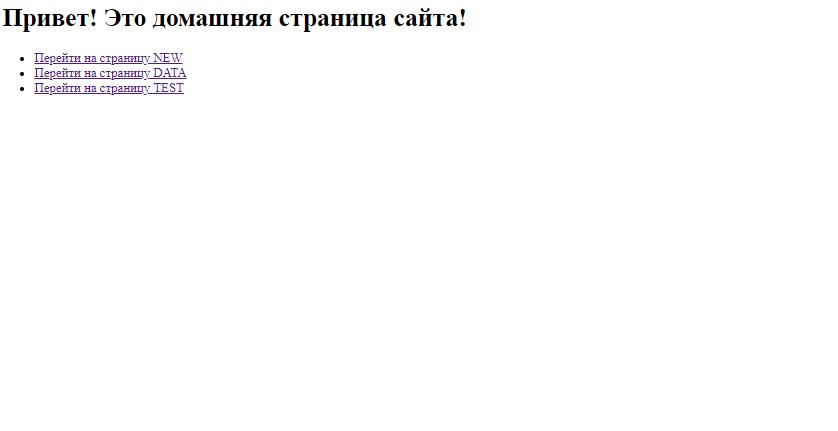 Привет! Это домашняя страница сайта!
Перейти на страницу NEW
Перейти на страницу DATA
Перейти на страницу TEST